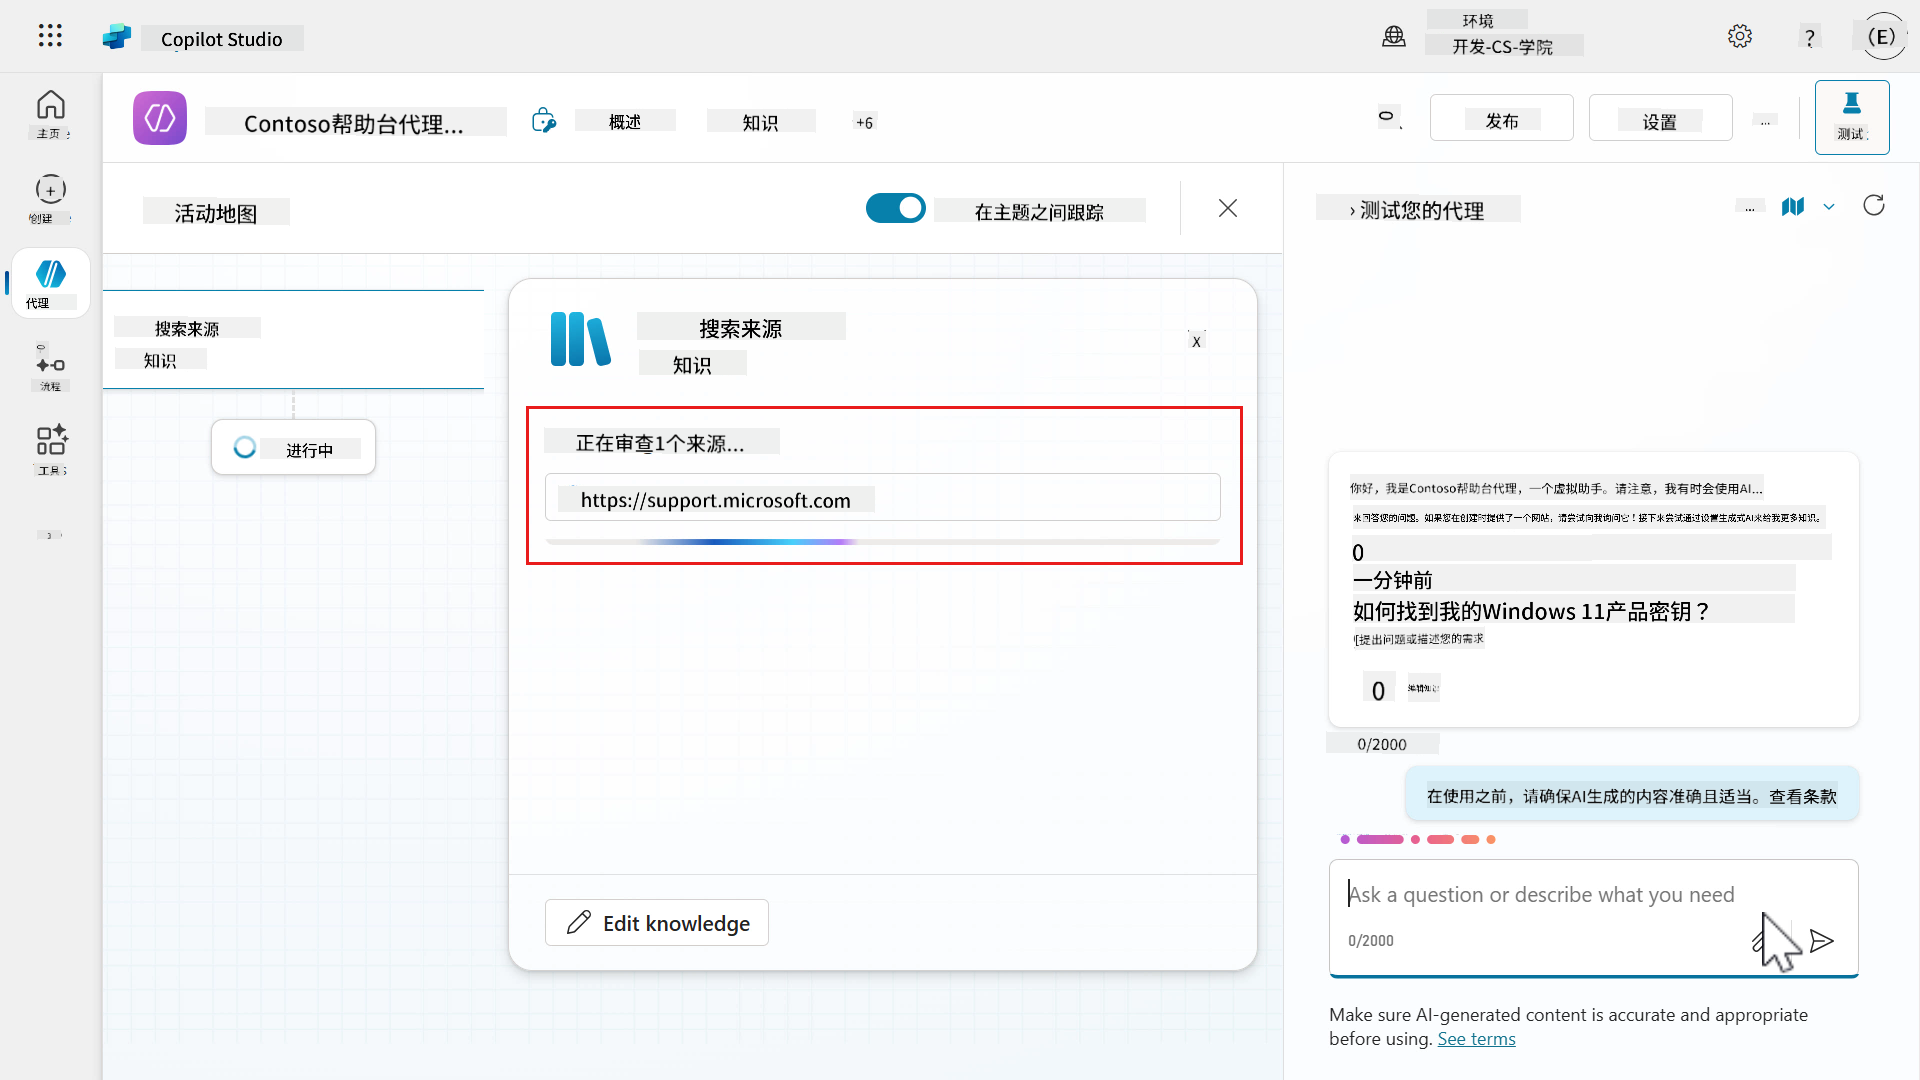 Copilot Studio
环境
开发-CS-学院
?
(E)
主页
创建
代理
流程
工具
Contoso帮助台代理...
概述
知识
+6
发布
设置
...
测试
活动地图
在主题之间跟踪
搜索来源
知识
进行中
搜索来源
知识
x
正在审查1个来源...
https://support.microsoft.com
Edit knowledge
› 测试您的代理
...
你好，我是Contoso帮助台代理，一个虚拟助手。请注意，我有时会使用AI...
来回答您的问题。如果您在创建时提供了一个网站，请尝试向我询问它！接下来尝试通过设置生成式AI来给我更多知识。
0
一分钟前
如何找到我的Windows 11产品密钥？
[提出问题或描述您的需求
0
编辑知识
0/2000
在使用之前，请确保AI生成的内容准确且适当。查看条款
Ask a question or describe what you need
0/2000
Make sure AI-generated content is accurate and appropriate
before using. See terms